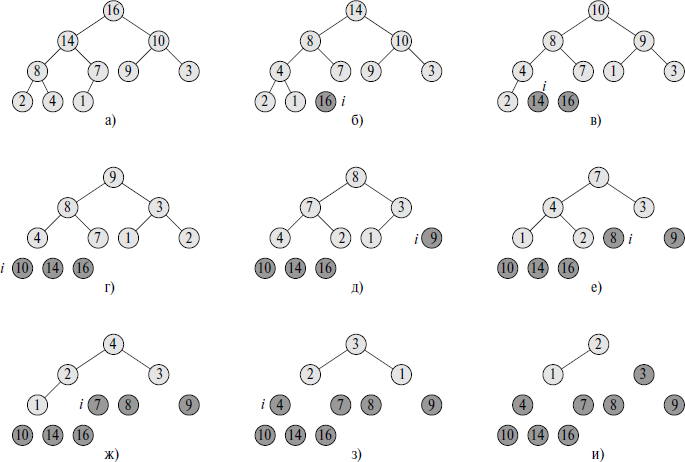 16 14 10
14 10 8 10 8 9
8 7 9 3 4 7 9 3 4 7 1 3
2 4 1 2 1 16 i 2 i 14 16
а) б) в)
9 8 7
8 3 7 3 4 3
4 7 1 2 4 2 1 i 9 1 2 8 i 9
i 10 14 16 10 14 16 10 14 16
г) д) е)
4 3 2
2 3 2 1 1 3
1 i 7 8 9 i 4 7 8 9 4 7 8 9
10 14 16 10 14 16 10 14 16
ж) з) и)